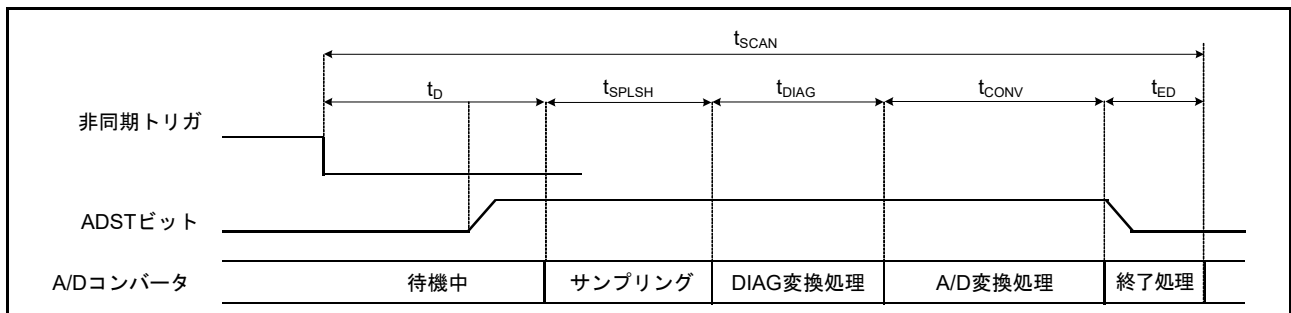 tSCAN
tD tSPLSH tDIAG tCONV tED
非同期トリガ
ADSTビット
A/Dコンバータ 待機中 サンプリング DIAG変換処理 A/D変換処理 終了処理